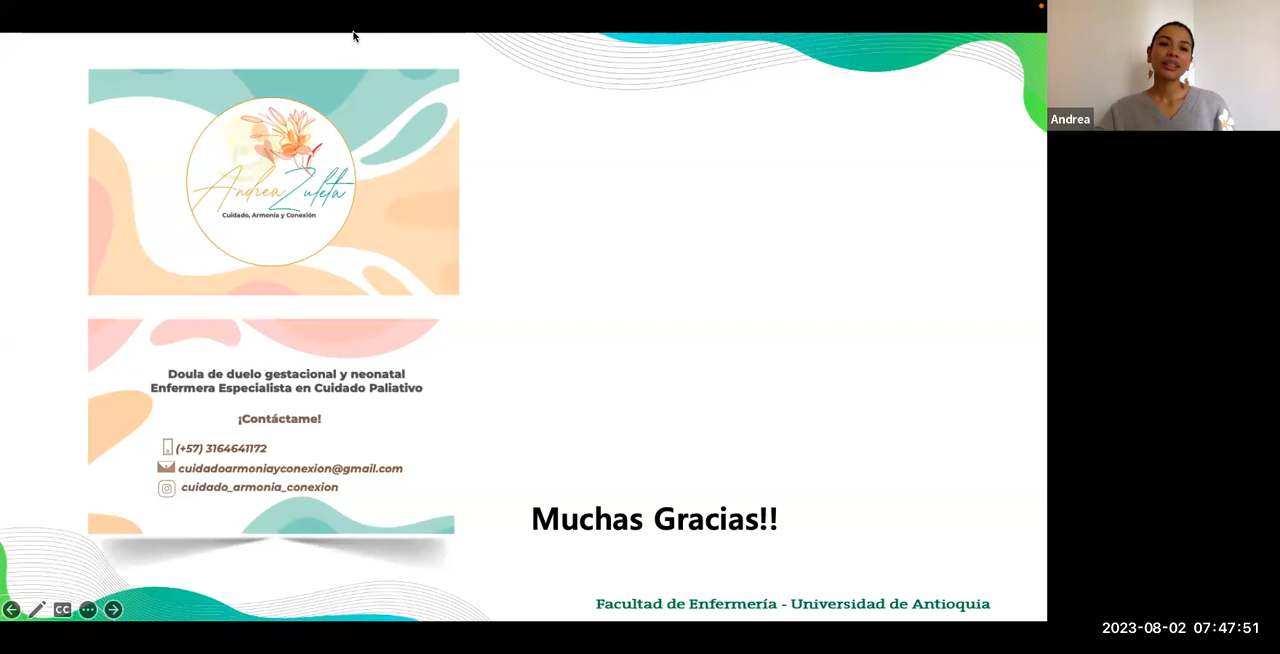 Andrea
Andrea Zuleta
Cuidado, Armonía y Conexión
Doula de duelo gestacional y neonatal
Enfermera Especialista en Cuidado Paliativo
¡Contáctame!
(+57) 3164641172
cuidadoarmoniayconexion@gmail.com
cuidado_armonia_conexion
Muchas Gracias!!
Facultad de Enfermería - Universidad de Antioquia
CC
2023-08-02 07:47:51